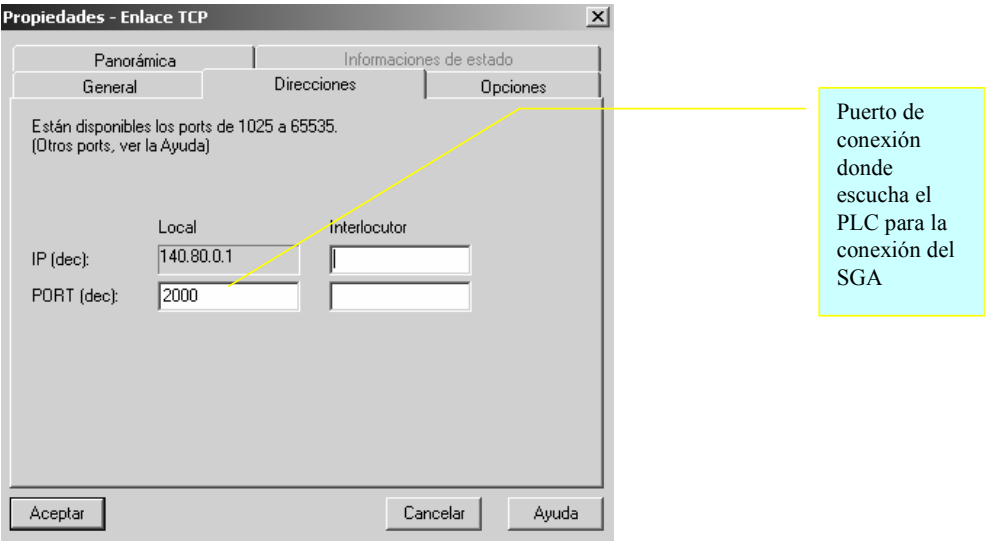 Propiedades - Enlace TCP
Panorámica
Informaciones de estado
General
Direcciones
Opciones
Están disponibles los ports de 1025 a 65535.
(Otros ports, ver la Ayuda)
Local
Interlocutor
IP (dec):
140.80.0.1
PORT (dec):
2000
Aceptar
Cancelar
Ayuda
Puerto de
conexión
donde
escucha el
PLC para la
conexión del
SGA